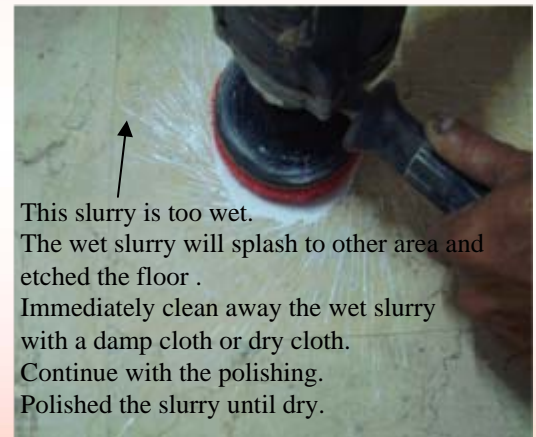 This slurry is too wet.
The wet slurry will splash to other area and
etched the floor .
Immediately clean away the wet slurry
with a damp cloth or dry cloth.
Continue with the polishing.
Polished the slurry until dry.